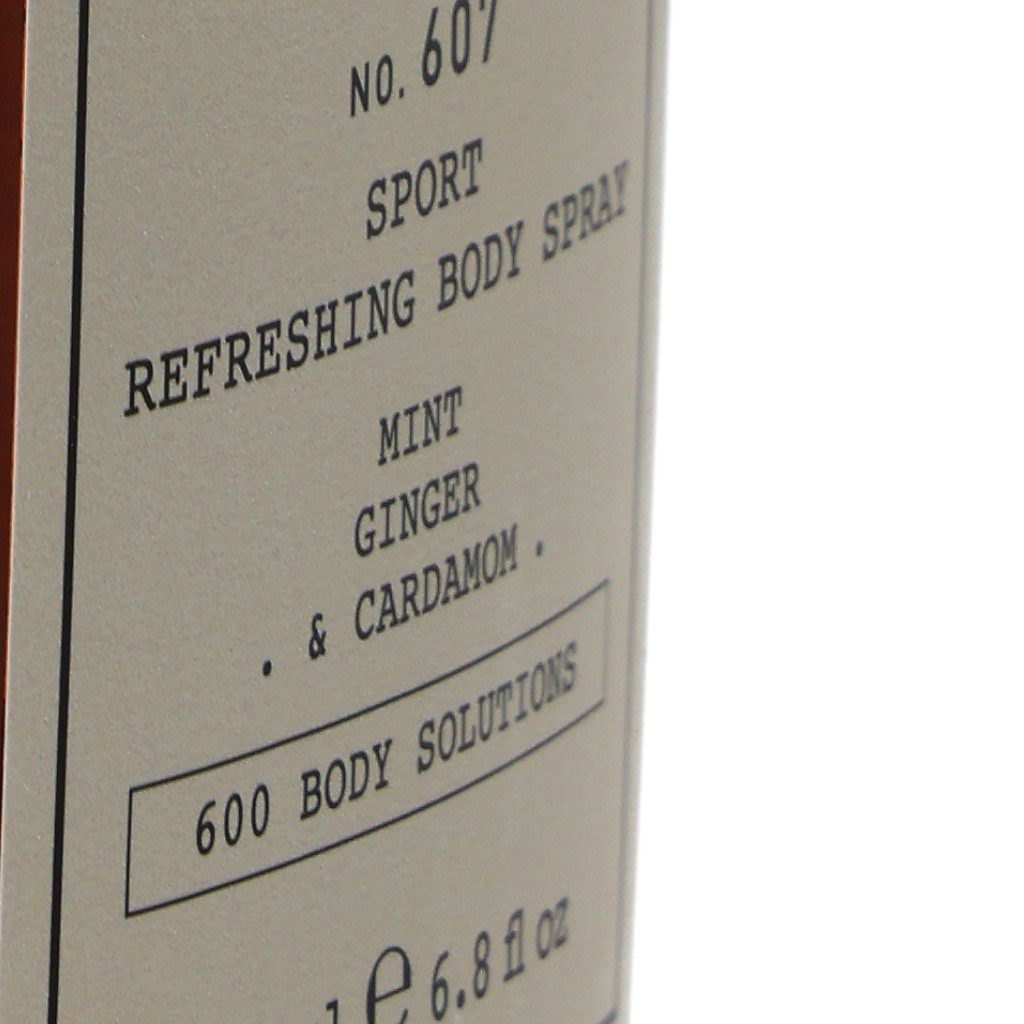 NO. 607
SPORT
REFRESHING BODY SPRAY
MINT
GINGER
. & CARDAMOM .
600 BODY SOLUTIONS
℮ 6.8 fl oz